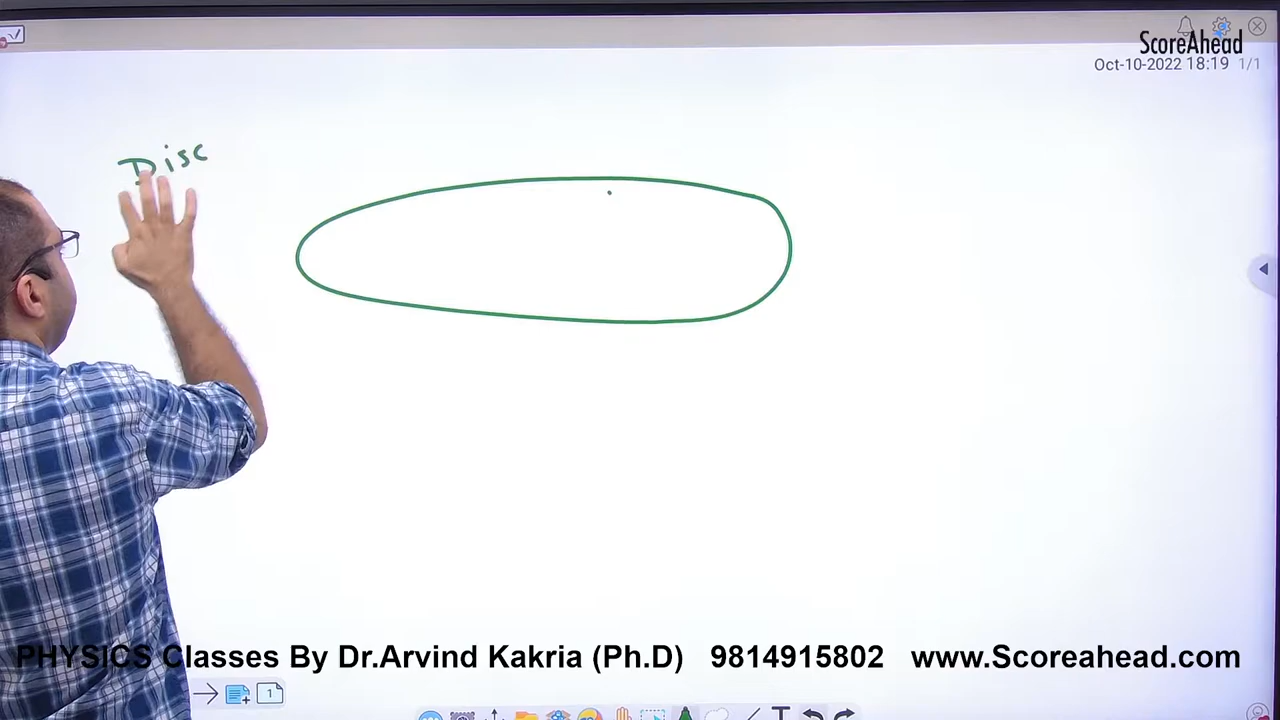 ScoreAhead
Oct-10-2022 18:19 1/1
Disc
PHYSICS Classes By Dr.Arvind Kakria (Ph.D) 9814915802 www.Scoreahead.com
1
T